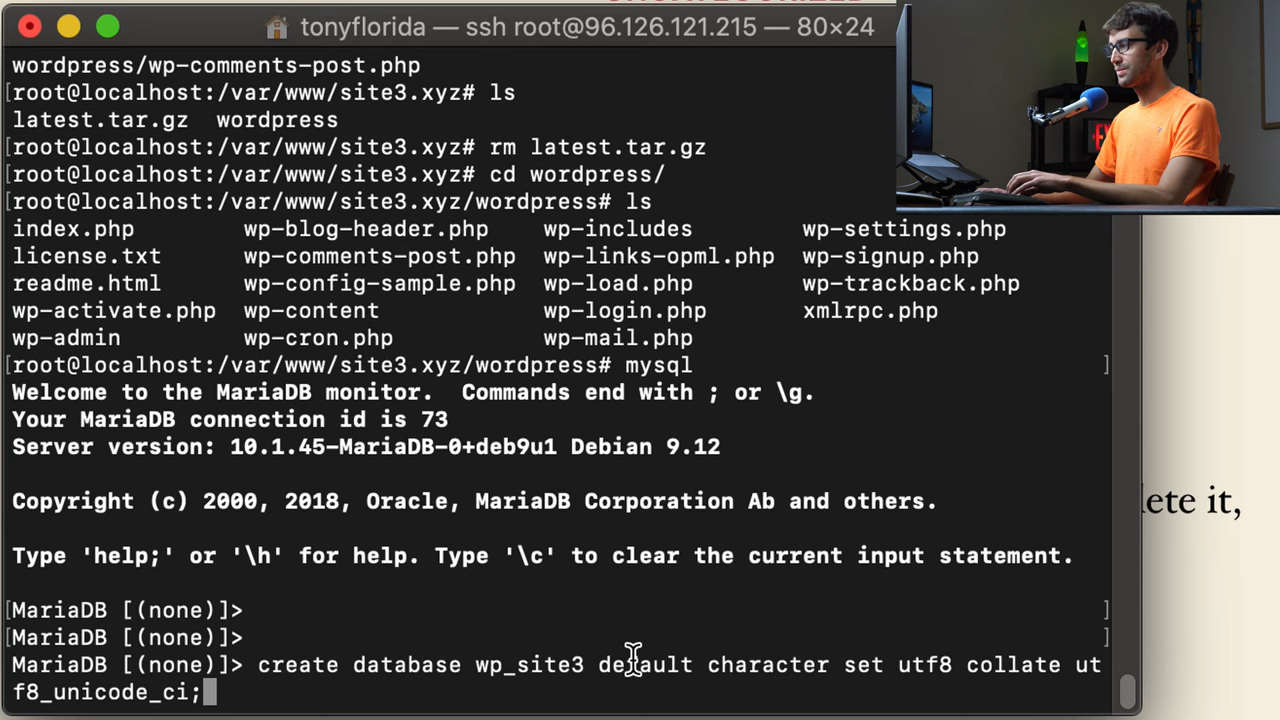 tonyflorida — ssh root@96.126.121.215 — 80×24
wordpress/wp-comments-post.php
[root@localhost:/var/www/site3.xyz# ls
latest.tar.gz  wordpress
[root@localhost:/var/www/site3.xyz# rm latest.tar.gz
[root@localhost:/var/www/site3.xyz# cd wordpress/
[root@localhost:/var/www/site3.xyz/wordpress# ls
index.php  wp-blog-header.php  wp-includes  wp-settings.php
license.txt  wp-comments-post.php  wp-links-opml.php  wp-signup.php
readme.html  wp-config-sample.php  wp-load.php  wp-trackback.php
wp-activate.php  wp-content  wp-login.php  xmlrpc.php
wp-admin  wp-cron.php  wp-mail.php
[root@localhost:/var/www/site3.xyz/wordpress# mysql ]
Welcome to the MariaDB monitor.  Commands end with ; or \g.
Your MariaDB connection id is 73
Server version: 10.1.45-MariaDB-0+deb9u1 Debian 9.12
Copyright (c) 2000, 2018, Oracle, MariaDB Corporation Ab and others.
lete it,
Type 'help;' or '\h' for help. Type '\c' to clear the current input statement.
[MariaDB [(none)]> ]
[MariaDB [(none)]> ]
MariaDB [(none)]> create database wp_site3 default character set utf8 collate ut
f8_unicode_ci;